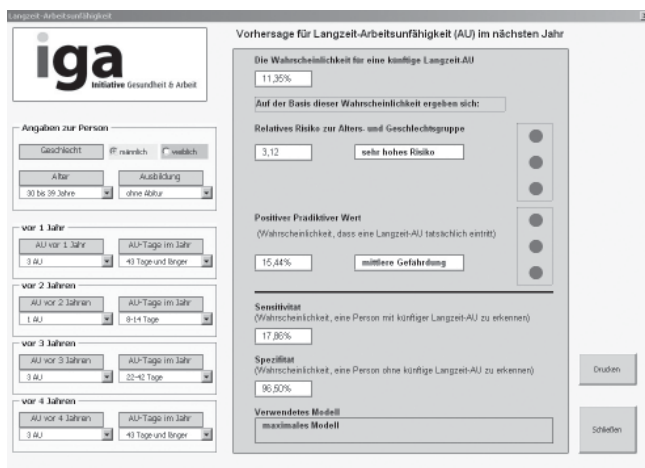 Langzeit-Arbeitsunfähigkeit
iga
Initiative Gesundheit & Arbeit
Angaben zur Person
Geschlecht
männlich
weiblich
Alter
Ausbildung
30 bis 39 Jahre
ohne Abitur
vor 1 Jahr
AU vor 1 Jahr
AU-Tage im Jahr
3 AU
43 Tage und länger
vor 2 Jahren
AU vor 2 Jahren
AU-Tage im Jahr
1 AU
8-14 Tage
vor 3 Jahren
AU vor 3 Jahren
AU-Tage im Jahr
3 AU
22-42 Tage
vor 4 Jahren
AU vor 4 Jahren
AU-Tage im Jahr
3 AU
43 Tage und länger
Vorhersage für Langzeit-Arbeitsunfähigkeit (AU) im nächsten Jahr
Die Wahrscheinlichkeit für eine künftige Langzeit-AU
11,35%
Auf der Basis dieser Wahrscheinlichkeit ergeben sich:
Relatives Risiko zur Alters- und Geschlechtsgruppe
3,12
sehr hohes Risiko
Positiver Prädiktiver Wert
(Wahrscheinlichkeit, dass eine Langzeit-AU tatsächlich eintritt)
15,44%
mittlere Gefährdung
Sensitivität
(Wahrscheinlichkeit, eine Person mit künftiger Langzeit-AU zu erkennen)
17,86%
Spezifität
(Wahrscheinlichkeit, eine Person ohne künftige Langzeit-AU zu erkennen)
96,50%
Verwendetes Modell
maximales Modell
Drucken
Schließen